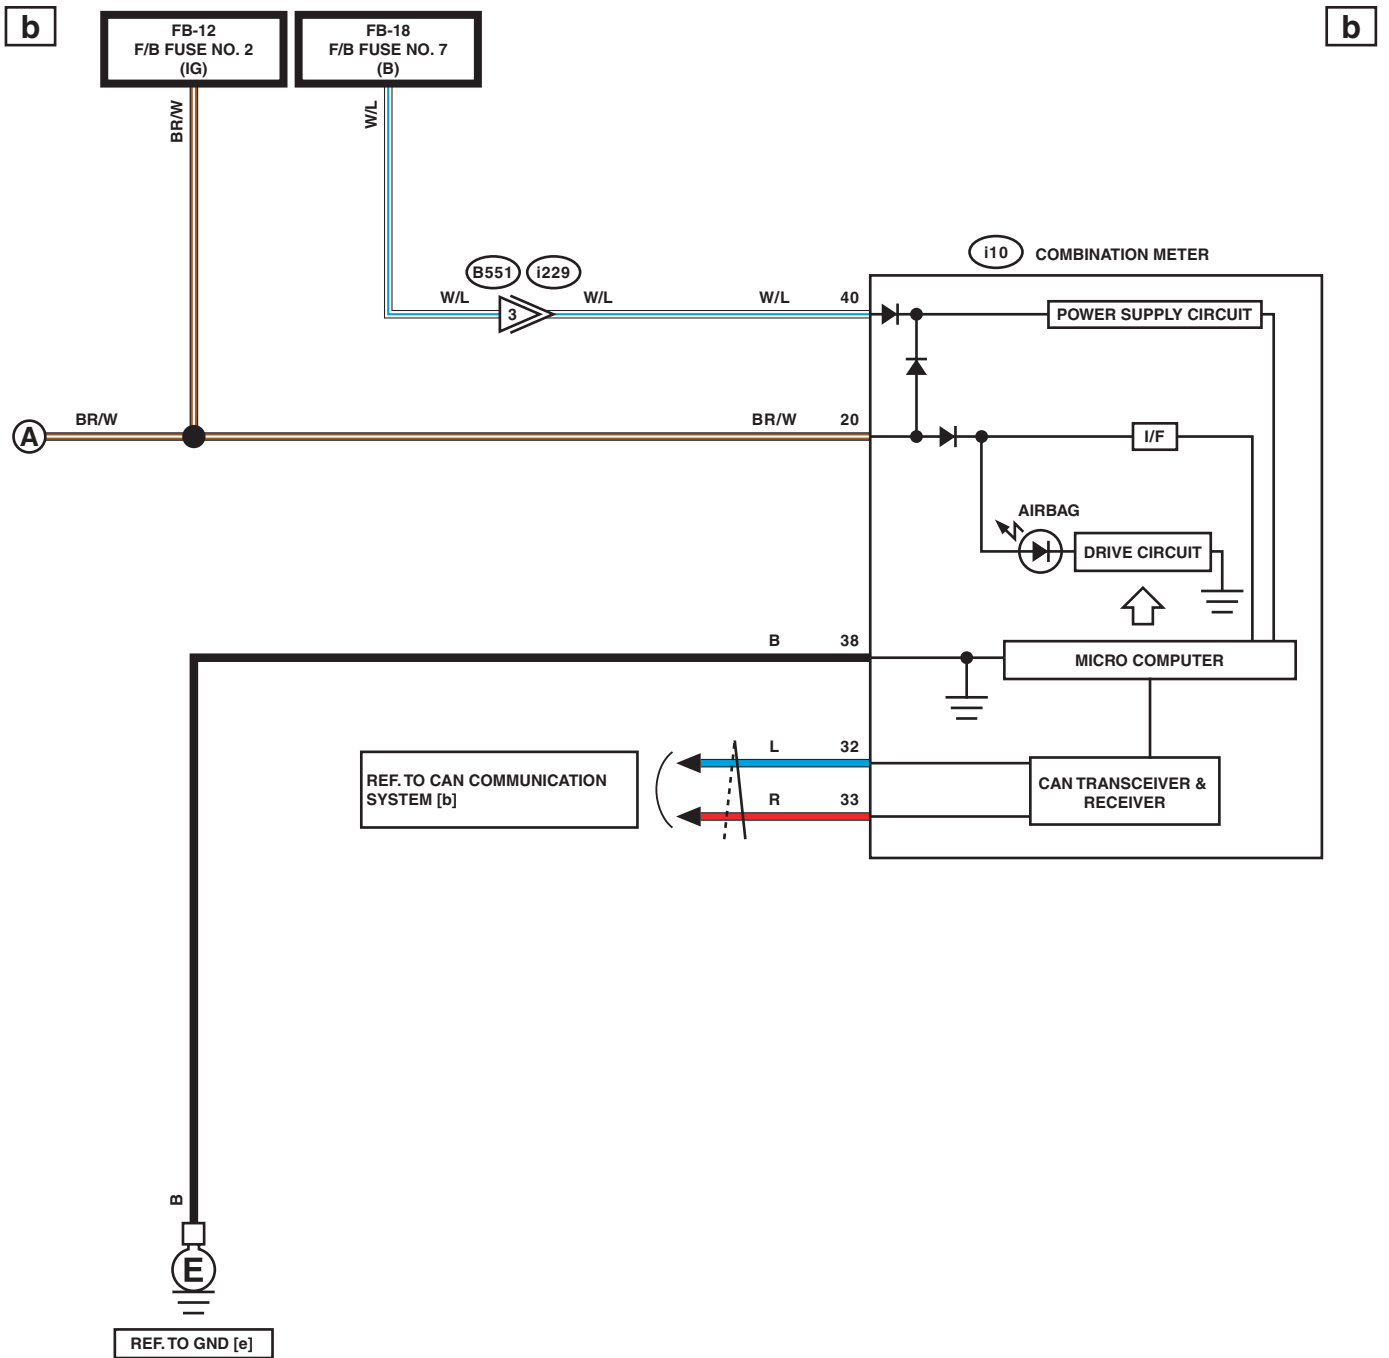 b
b
FB-12
F/B FUSE NO. 2
(IG)
FB-18
F/B FUSE NO. 7
(B)
BR/W
W/L
B551
i229
i10
COMBINATION METER
W/L
3
W/L
W/L
40
POWER SUPPLY CIRCUIT
A
BR/W
BR/W
20
I/F
AIRBAG
DRIVE CIRCUIT
B
38
MICRO COMPUTER
REF. TO CAN COMMUNICATION
SYSTEM [b]
L
32
R
33
CAN TRANSCEIVER &
RECEIVER
B
E
REF. TO GND [e]